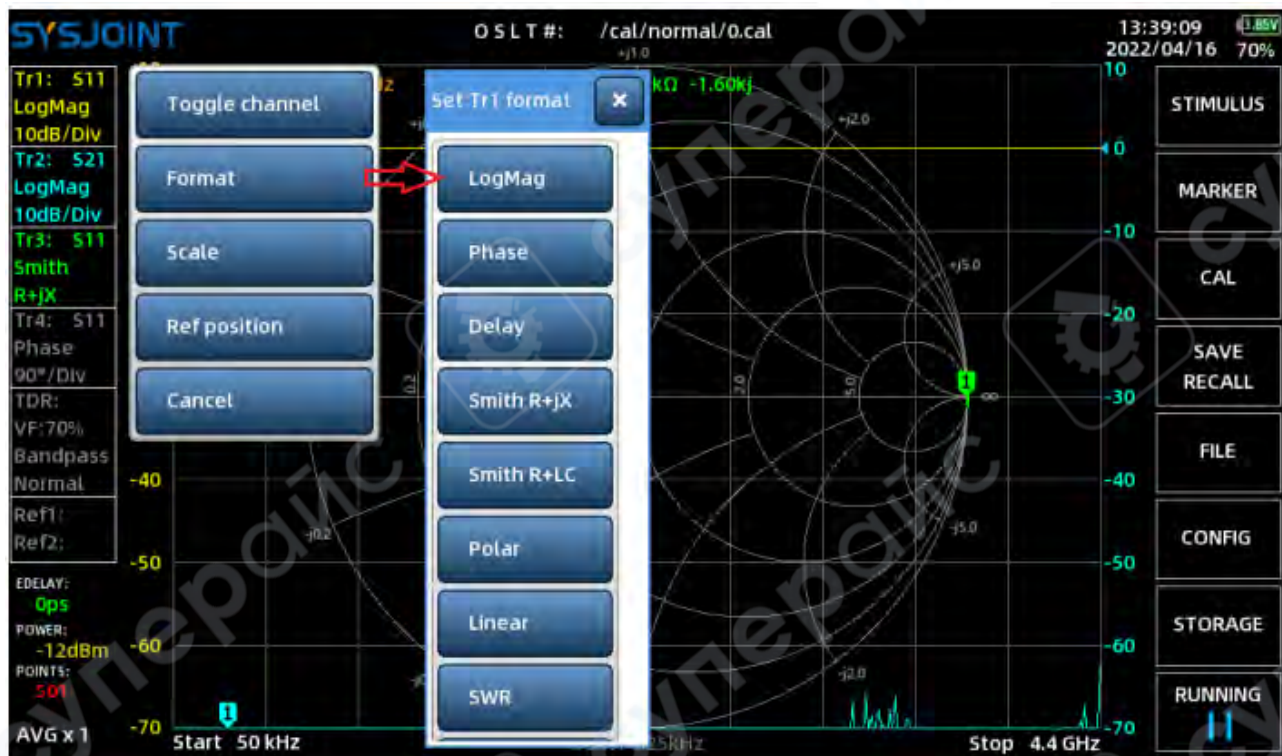 SYSJOINT
OSLT#: /cal/normal/0.cal
13:39:09
1.85V
2022/04/16 70%
Tr1: S11
LogMag
10dB/Div
Tr2: S21
LogMag
10dB/Div
Tr3: S11
Smith
R+jX
Tr4: S11
Phase
90°/Div
TDR:
VF:70%
Bandpass
Normal
Ref1:
Ref2:
EDELAY:
0ps
POWER:
-12dBm
POINTS:
501
AVG x 1
Toggle channel
Format
Scale
Ref position
Cancel
Set Tr1 format
×
LogMag
Phase
Delay
Smith R+jX
Smith R+LC
Polar
Linear
SWR
kΩ -1.60kj
+j1.0
+j2.0
+j5.0
0.2
2.0
5.0
1
∞
-j0.2
-j5.0
-j2.0
-40
-50
-60
-70
1
10
0
-10
-20
-30
-40
-50
-60
-70
Start 50 kHz
Stop 4.4 GHz
STIMULUS
MARKER
CAL
SAVE
RECALL
FILE
CONFIG
STORAGE
RUNNING
суперайс
суперайс